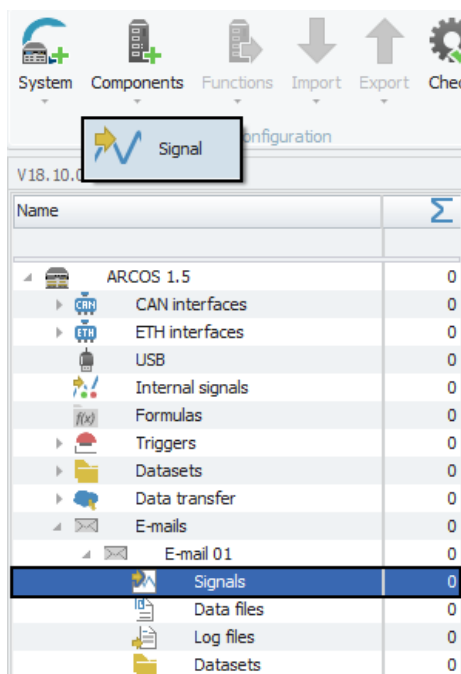 System Components Functions Import Export Chec
Signal
onfiguration
V18.10.0
Name Σ
ARCOS 1.5 0
CAN CAN interfaces 0
ETH ETH interfaces 0
USB 0
Internal signals 0
f(x) Formulas 0
Triggers 0
Datasets 0
Data transfer 0
E-mails 0
E-mail 01 0
Signals 0
Data files 0
Log files 0
Datasets 0